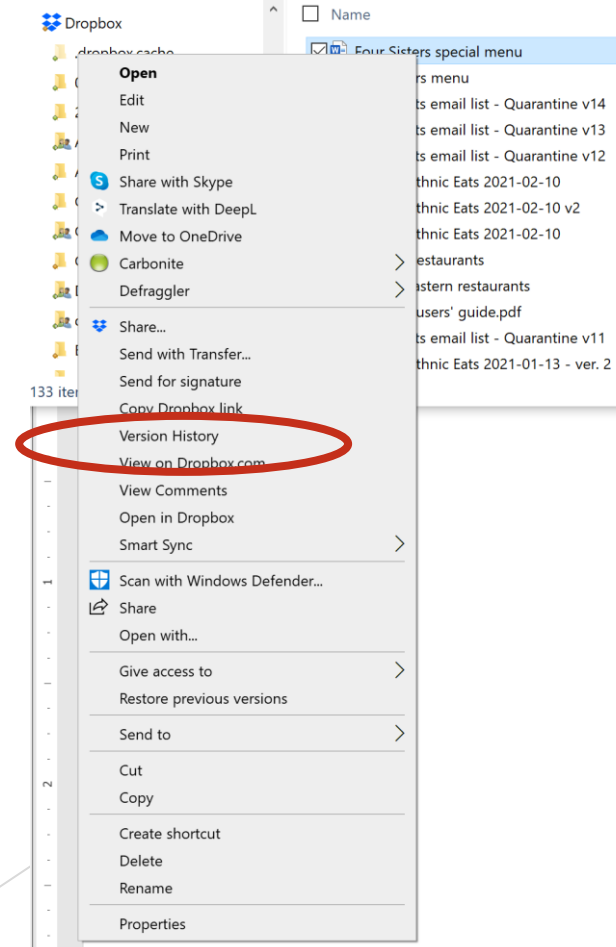 Dropbox
.dropbox.cache
Name
Four Sisters special menu
rs menu
ts email list - Quarantine v14
ts email list - Quarantine v13
ts email list - Quarantine v12
thnic Eats 2021-02-10
thnic Eats 2021-02-10 v2
thnic Eats 2021-02-10
estaurants
astern restaurants
users' guide.pdf
ts email list - Quarantine v11
thnic Eats 2021-01-13 - ver. 2
133 iter
Open
Edit
New
Print
Share with Skype
Translate with DeepL
Move to OneDrive
Carbonite
Defraggler
Share...
Send with Transfer...
Send for signature
Copy Dropbox link
Version History
View on Dropbox.com
View Comments
Open in Dropbox
Smart Sync
Scan with Windows Defender...
Share
Open with...
Give access to
Restore previous versions
Send to
Cut
Copy
Create shortcut
Delete
Rename
Properties
1
2